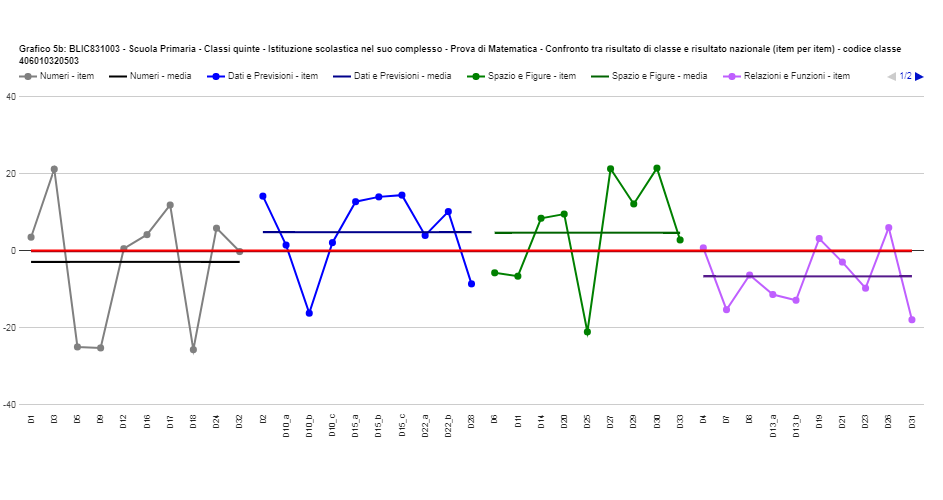 Grafico 5b: BLIC831003 - Scuola Primaria - Classi quinte - Istituzione scolastica nel suo complesso - Prova di Matematica - Confronto tra risultato di classe e risultato nazionale (item per item) - codice classe
406010320503
Numeri - item Numeri - media Dati e Previsioni - item Dati e Previsioni - media Spazio e Figure - item Spazio e Figure - media Relazioni e Funzioni - item 1/2
40
20
0
-20
-40
D1 D3 D5 D9 D12 D16 D17 D18 D24 D32 D2 D10_a D10_b D10_c D15_a D15_b D15_c D22_a D22_b D28 D6 D11 D14 D20 D25 D27 D29 D30 D33 D4 D7 D8 D13_a D13_b D19 D21 D23 D26 D31